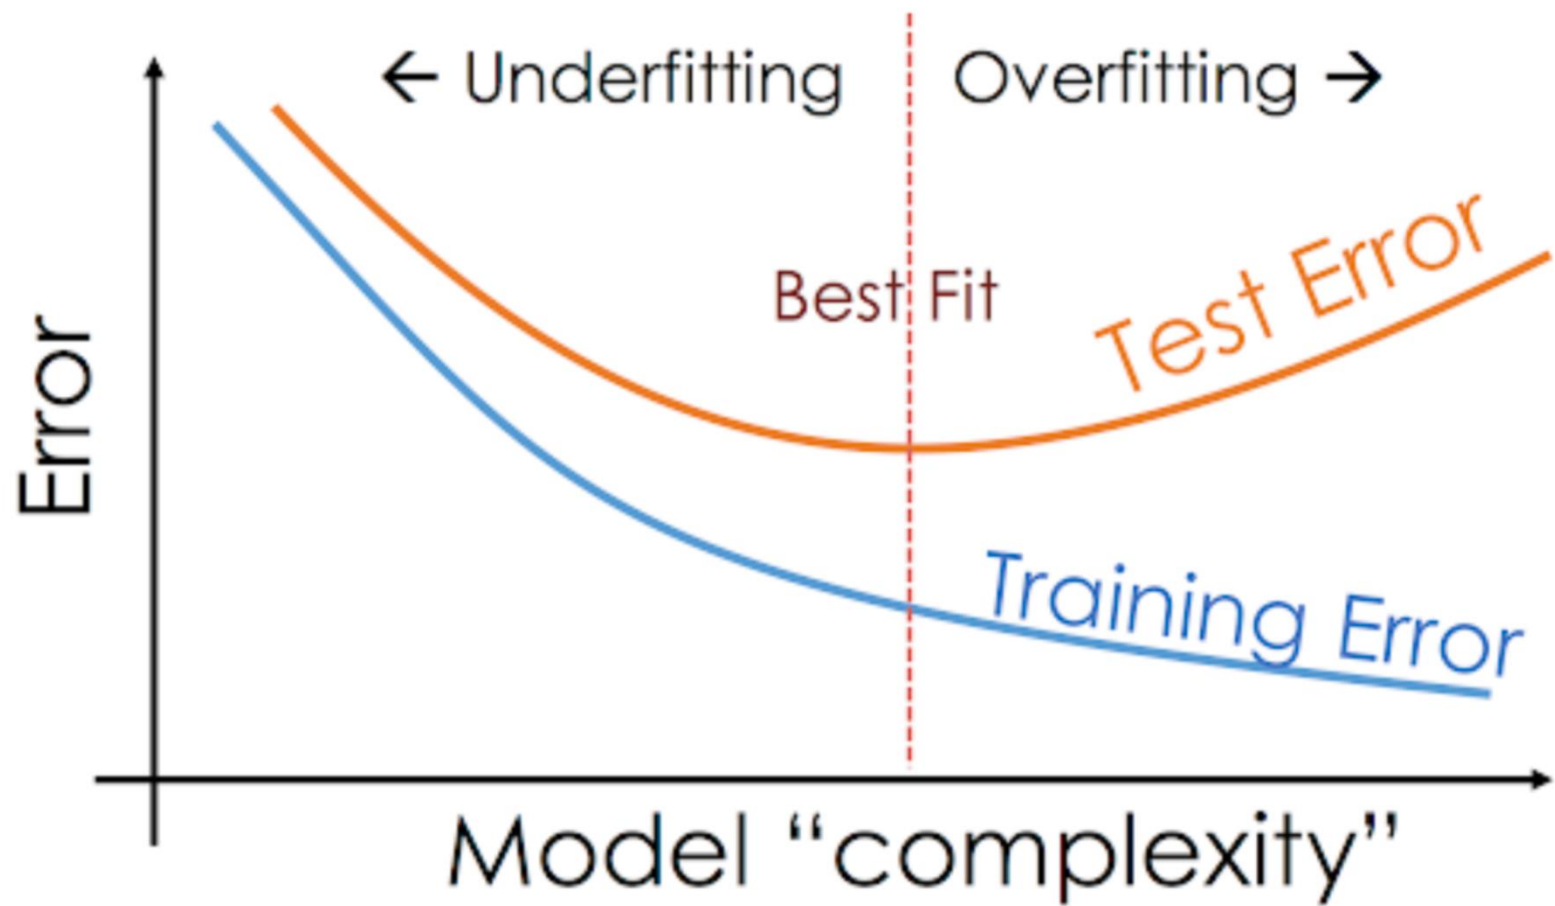 ← Underfitting
Overfitting →
Best Fit
Test Error
Error
Training Error
Model “complexity”